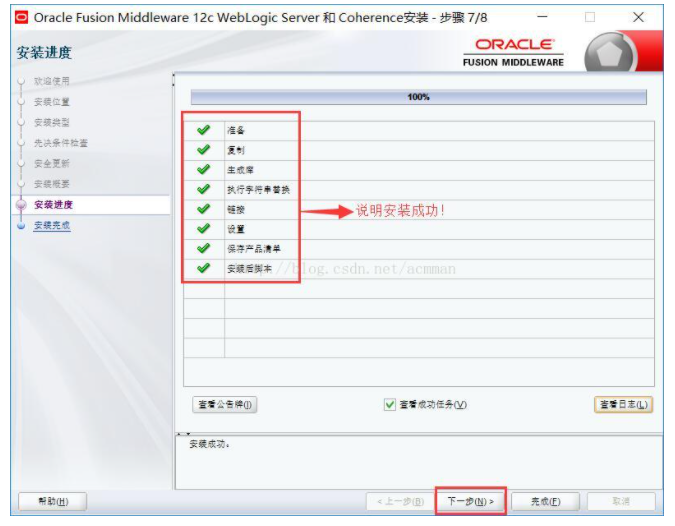 Oracle Fusion Middleware 12c WebLogic Server 和 Coherence安装 - 步骤 7/8
安装进度
ORACLE
FUSION MIDDLEWARE
欢迎使用
安装位置
安装类型
先决条件检查
安全更新
安装概要
安装进度
安装完成
100%
准备
复制
生成库
执行字符串替换
链接
说明安装成功！
设置
保存产品清单
安装后脚本
//blog.csdn.net/acmman
查看公告牌(J)
查看成功任务(V)
查看日志(L)
安装成功。
帮助(H)
< 上一步(B)
下一步(N) >
完成(F)
取消